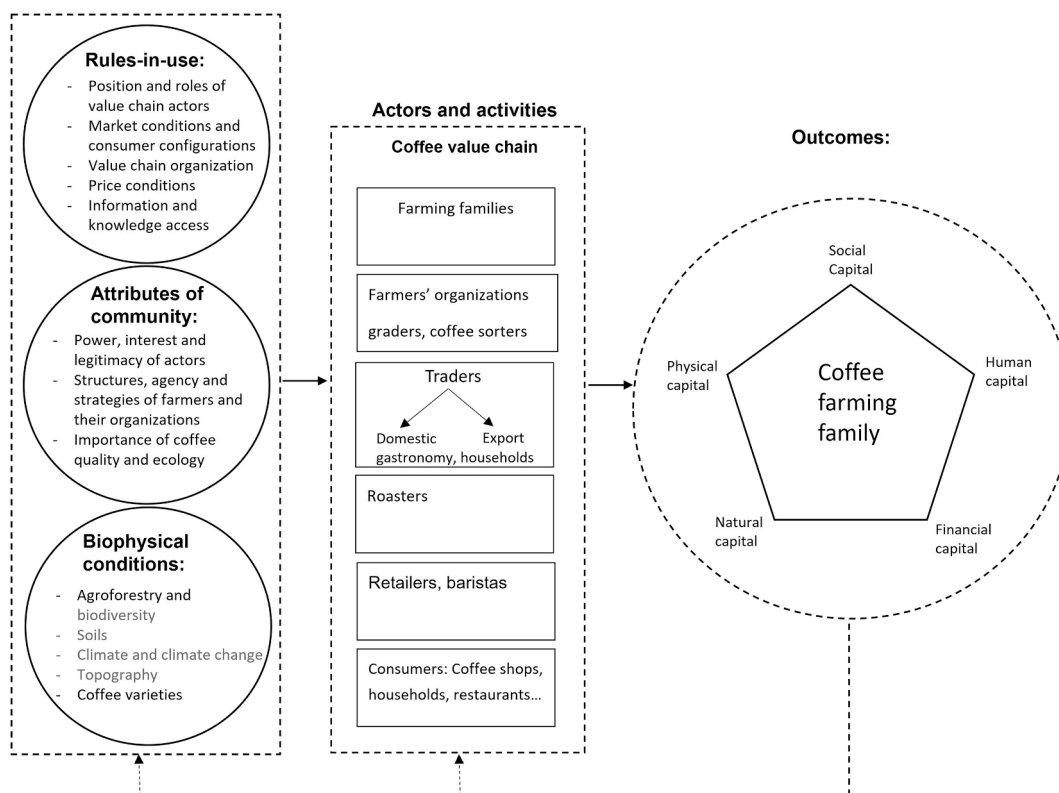 Rules-in-use:
- Position and roles of
value chain actors
- Market conditions and
consumer configurations
- Value chain organization
- Price conditions
- Information and
knowledge access
Attributes of
community:
- Power, interest and
legitimacy of actors
- Structures, agency and
strategies of farmers and
their organizations
- Importance of coffee
quality and ecology
Biophysical
conditions:
- Agroforestry and
biodiversity
- Soils
- Climate and climate change
- Topography
- Coffee varieties
Actors and activities
Coffee value chain
Farming families
Farmers’ organizations
graders, coffee sorters
Traders
Domestic Export
gastronomy, households
Roasters
Retailers, baristas
Consumers: Coffee shops,
households, restaurants…
Outcomes:
Social
Capital
Physical
capital
Human
capital
Coffee
farming
family
Natural
capital
Financial
capital